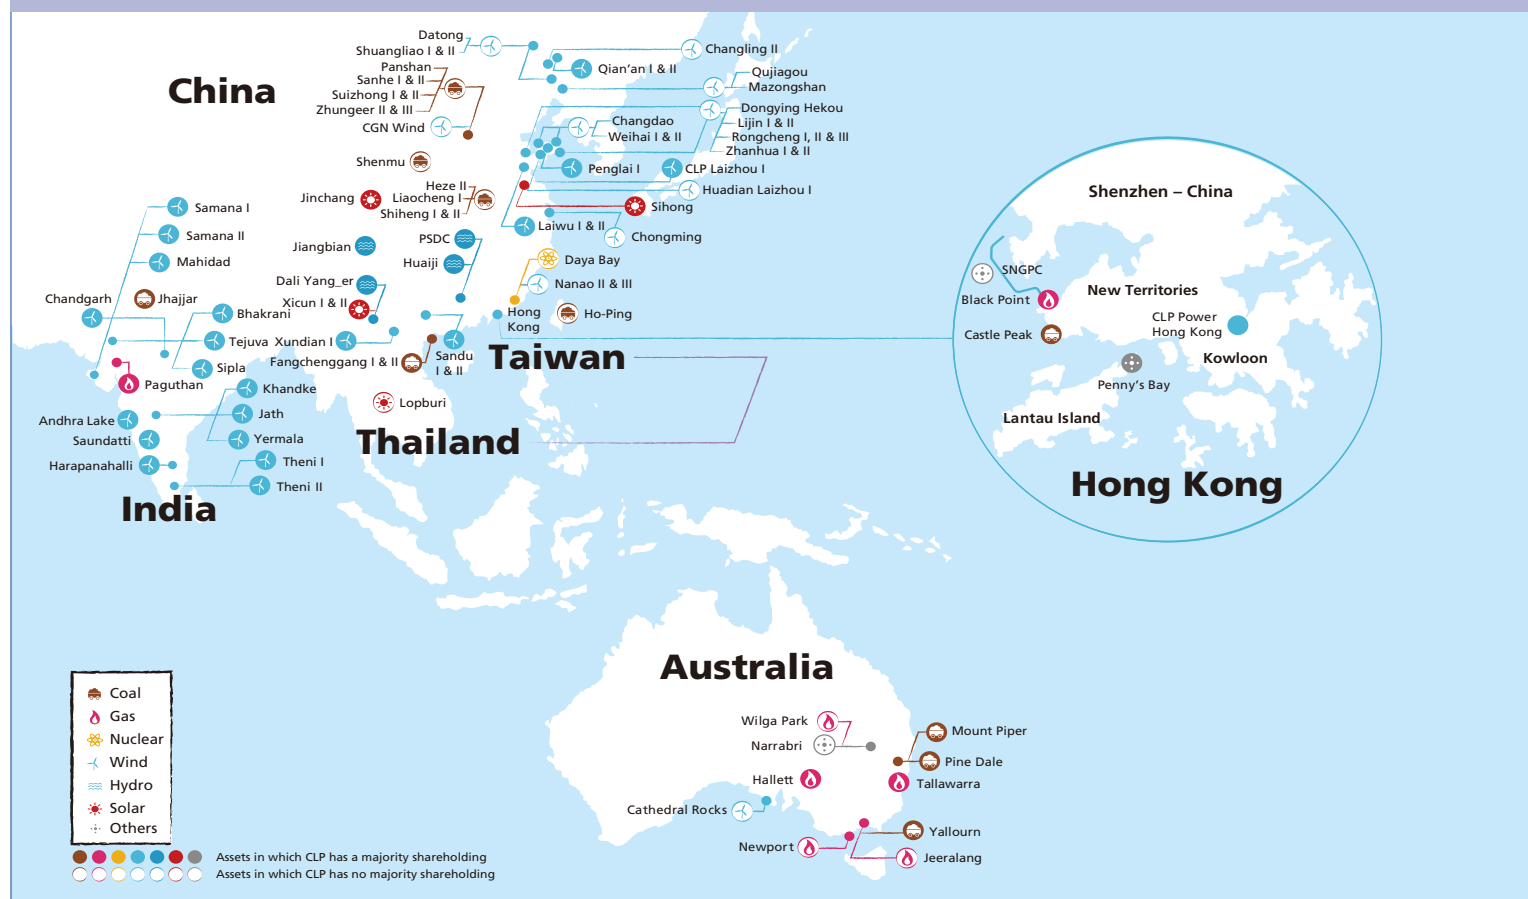 China
Datong
Shuangliao I & II
Panshan
Sanhe I & II
Suizhong I & II
Zhungeer II & III
CGN Wind
Shenmu
Jinchang
Heze II
Liaocheng I
Shiheng I & II
Jiangbian
PSDC
Huaiji
Dali Yang_er
Xicun I & II
Xundian I
Fangchenggang I & II
Sandu
I & II
Changling II
Qian’an I & II
Qujiagou
Mazongshan
Changdao
Weihai I & II
Dongying Hekou
Lijin I & II
Rongcheng I, II & III
Zhanhua I & II
Penglai I
CLP Laizhou I
Huadian Laizhou I
Sihong
Laiwu I & II
Chongming
Daya Bay
Nanao II & III
Hong
Kong
Ho-Ping
Taiwan
Samana I
Samana II
Mahidad
Chandgarh
Jhajjar
Bhakrani
Tejuva
Sipla
Paguthan
Khandke
Andhra Lake
Jath
Saundatti
Yermala
Harapanahalli
Theni I
Theni II
India
Lopburi
Thailand
Shenzhen – China
SNGPC
Black Point
New Territories
Castle Peak
CLP Power
Hong Kong
Kowloon
Penny’s Bay
Lantau Island
Hong Kong
Australia
Wilga Park
Narrabri
Mount Piper
Pine Dale
Hallett
Tallawarra
Cathedral Rocks
Yallourn
Newport
Jeeralang
Coal
Gas
Nuclear
Wind
Hydro
Solar
Others
Assets in which CLP has a majority shareholding
Assets in which CLP has no majority shareholding